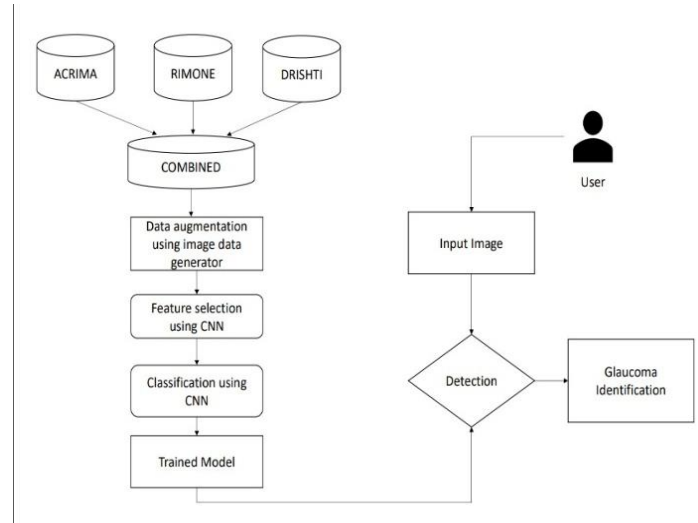 ACRIMA
RIMONE
DRISHTI
COMBINED
Data augmentation
using image data
generator
Feature selection
using CNN
Classification using
CNN
Trained Model
User
Input Image
Detection
Glaucoma
Identification